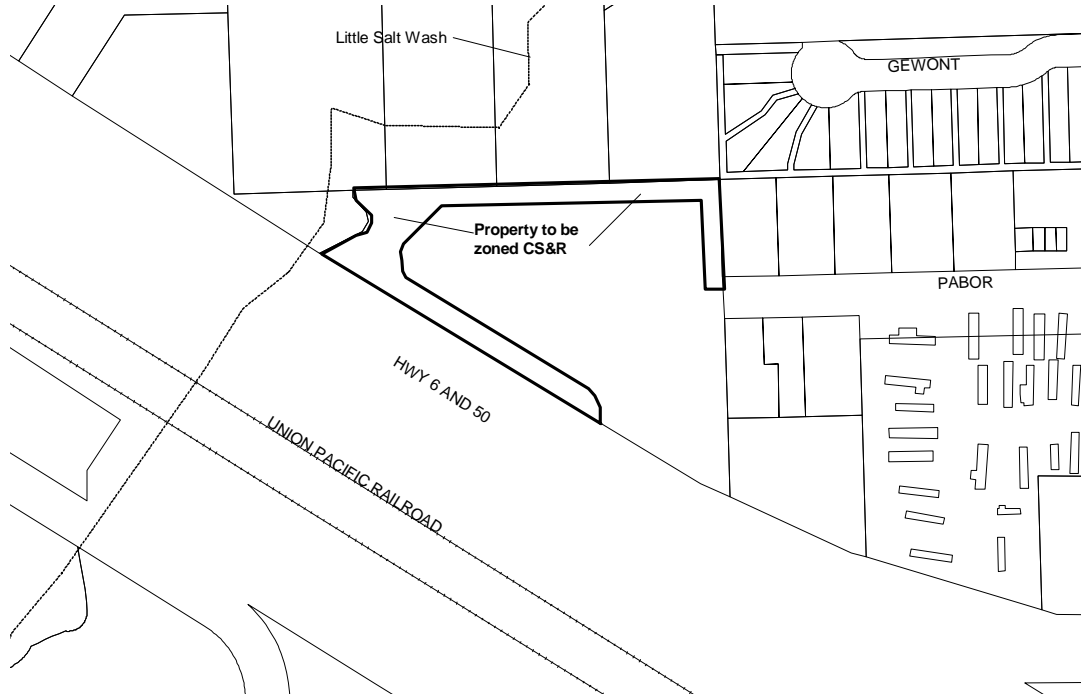 Little Salt Wash
GEWONT
Property to be
zoned CS&R
PABOR
HWY 6 AND 50
UNION PACIFIC RAILROAD